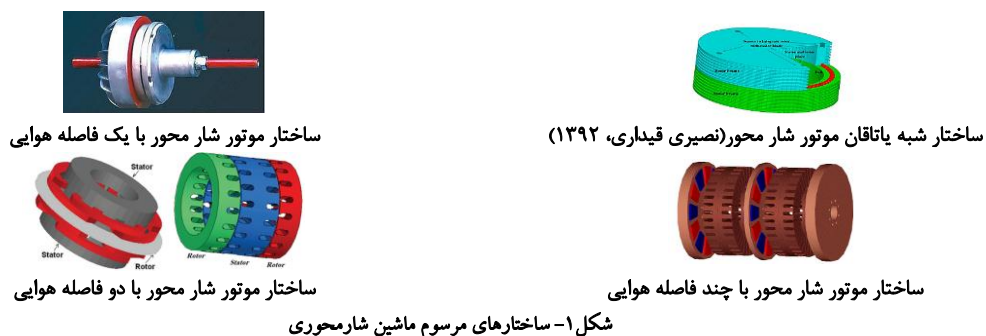 ساختار شبه یاتاقان موتور شار محور(نصیری قیداری، ۱۳۹۲)
ساختار موتور شار محور با یک فاصله هوایی
Stator
Stator
Rotor
Rotor
Stator
Rotor
ساختار موتور شار محور با چند فاصله هوایی
ساختار موتور شار محور با دو فاصله هوایی
شکل۱- ساختارهای مرسوم ماشین شارمحوری